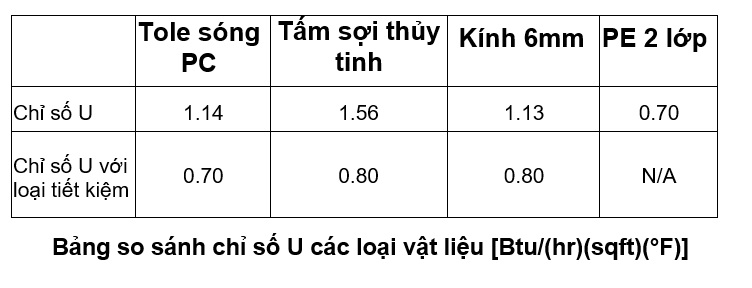 Tole sóng PC
Tấm sợi thủy tinh
Kính 6mm
PE 2 lớp
Chỉ số U
1.14
1.56
1.13
0.70
Chỉ số U với loại tiết kiệm
0.70
0.80
0.80
N/A
Bảng so sánh chỉ số U các loại vật liệu [Btu/(hr)(sqft)(°F)]